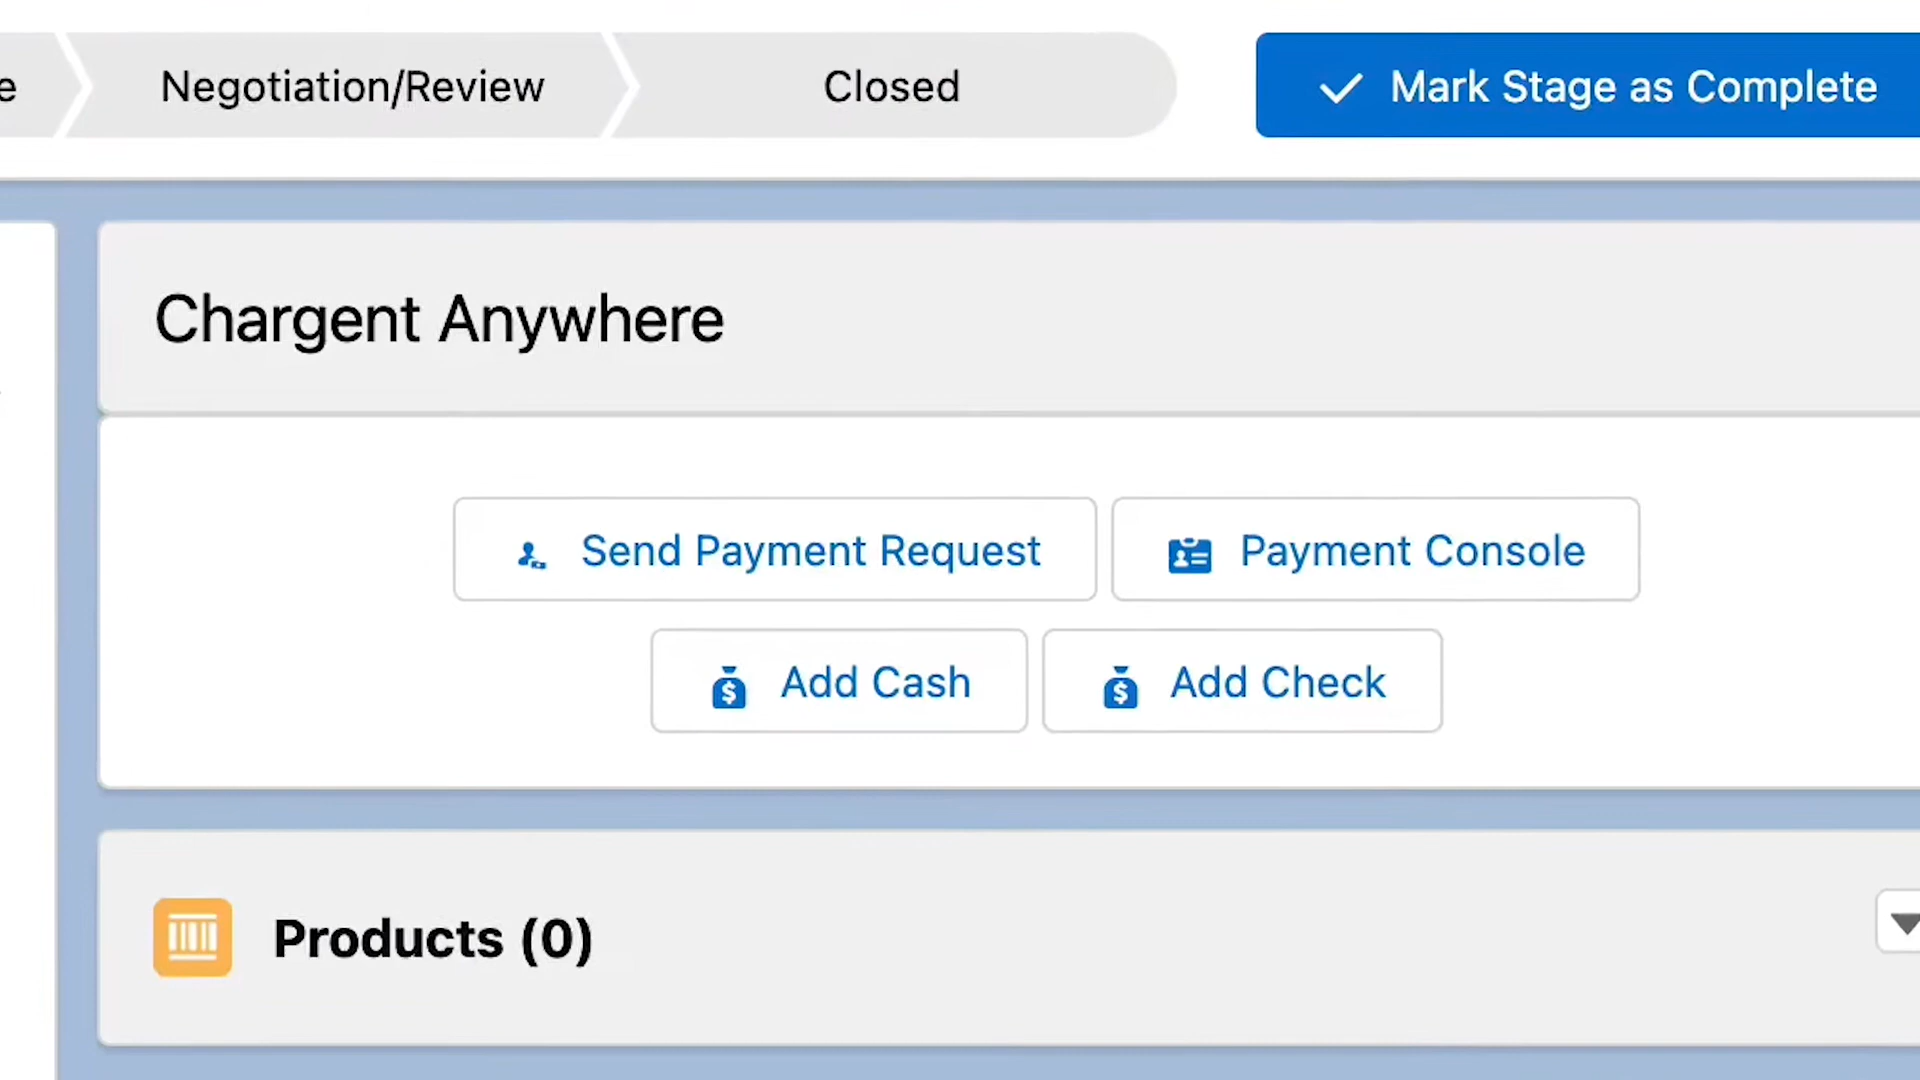 e
Negotiation/Review
Closed
Mark Stage as Complete
Chargent Anywhere
Send Payment Request
Payment Console
Add Cash
Add Check
Products (0)